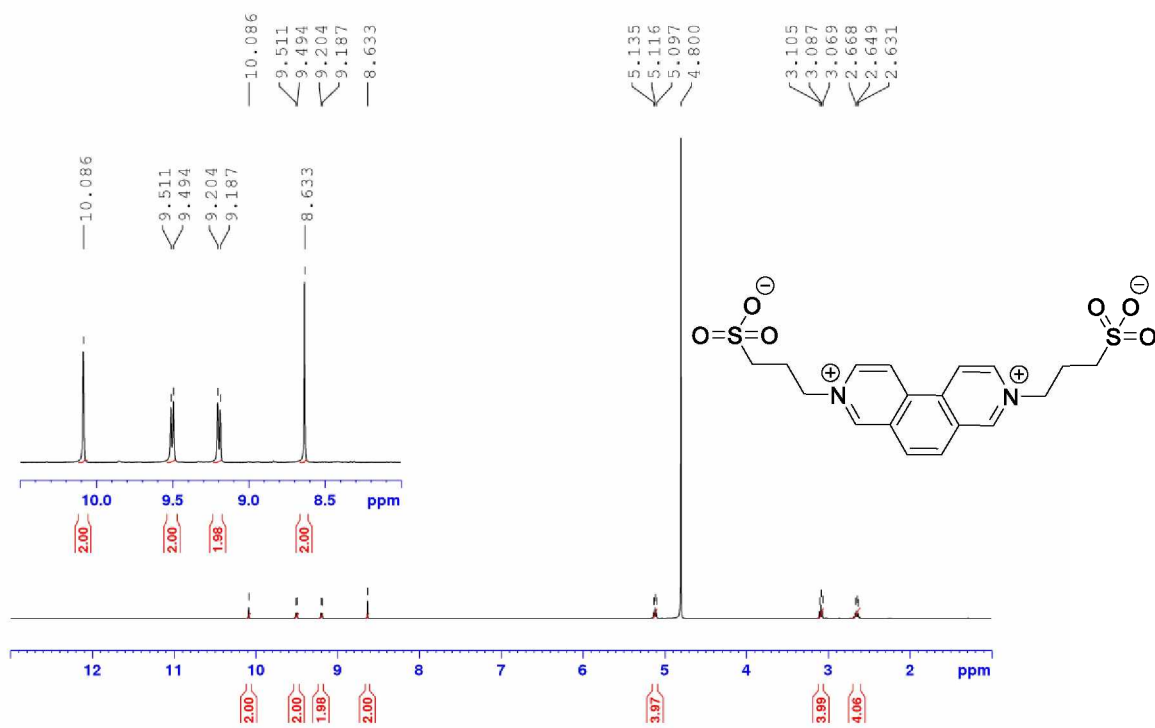 10.086
9.511
9.494
9.204
9.187
8.633
5.135
5.116
5.097
4.800
3.105
3.087
3.069
2.668
2.649
2.631
10.086
9.511
9.494
9.204
9.187
8.633
10.0 9.5 9.0 8.5 ppm
2.00 2.00 1.98 2.00
O⊖
O=S=O
N⊕
N⊕
O⊖
O=S=O
12 11 10 9 8 7 6 5 4 3 2 ppm
2.00 2.00 1.98 2.00 3.97 3.99 4.06